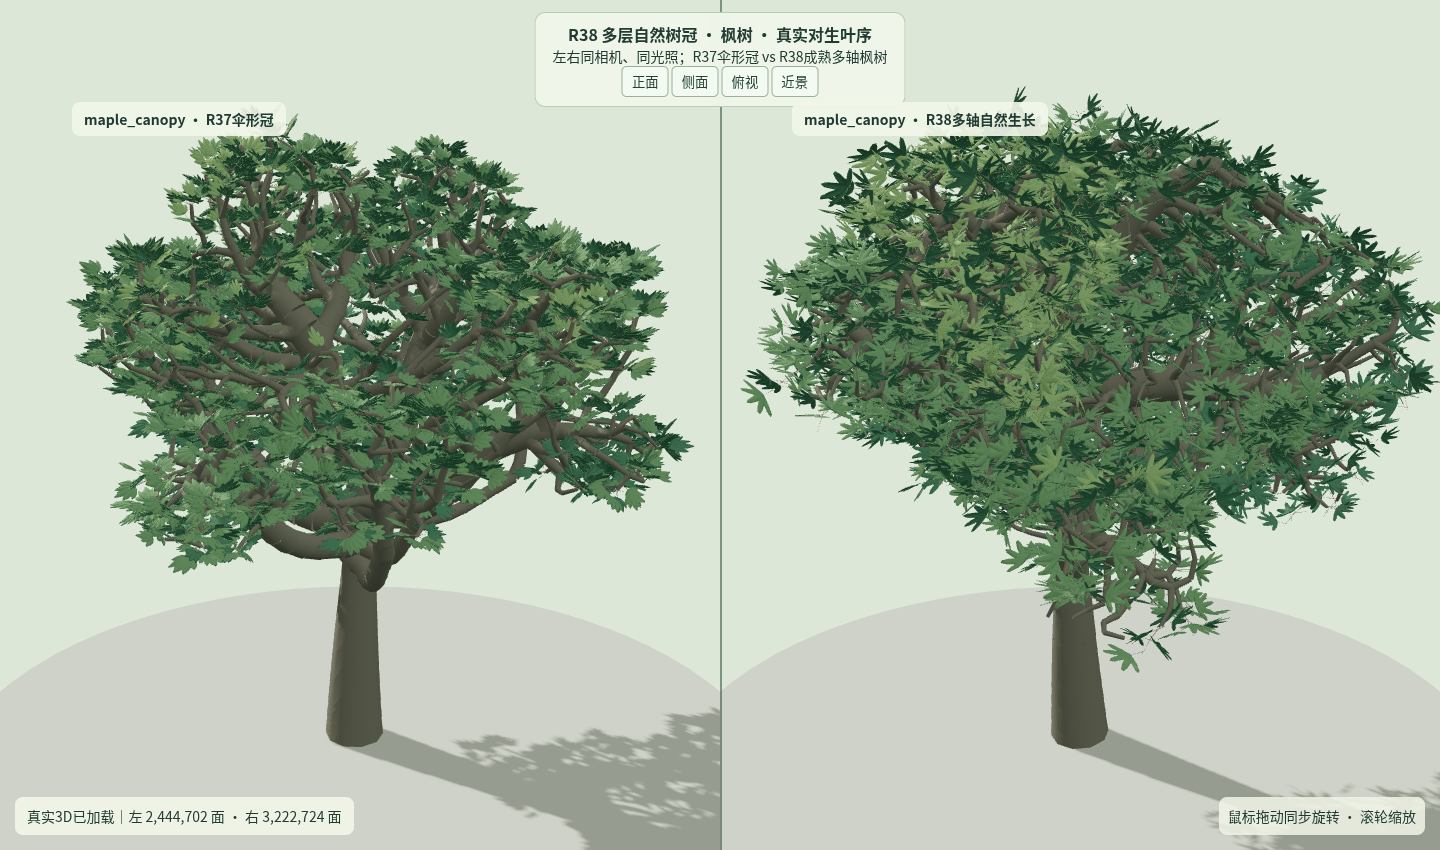 R38 多层自然树冠 · 枫树 · 真实对生叶序
左右同相机、同光照；R37伞形冠 vs R38成熟多轴枫树
正面 侧面 俯视 近景
maple_canopy · R37伞形冠
maple_canopy · R38多轴自然生长
真实3D已加载｜左 2,444,702 面 · 右 3,222,724 面
鼠标拖动同步旋转 · 滚轮缩放